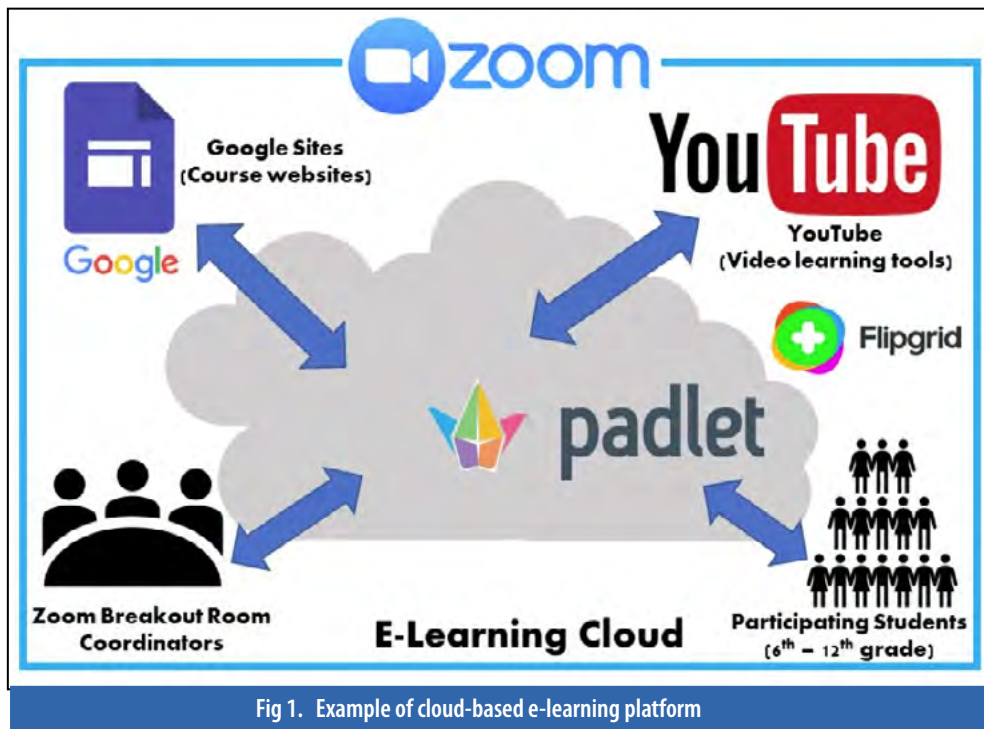 zoom
Google Sites
(Course websites)
Google
YouTube
YouTube
(Video learning tools)
Flipgrid
padlet
Zoom Breakout Room
Coordinators
E-Learning Cloud
Participating Students
(6th – 12th grade)
Fig 1. Example of cloud-based e-learning platform